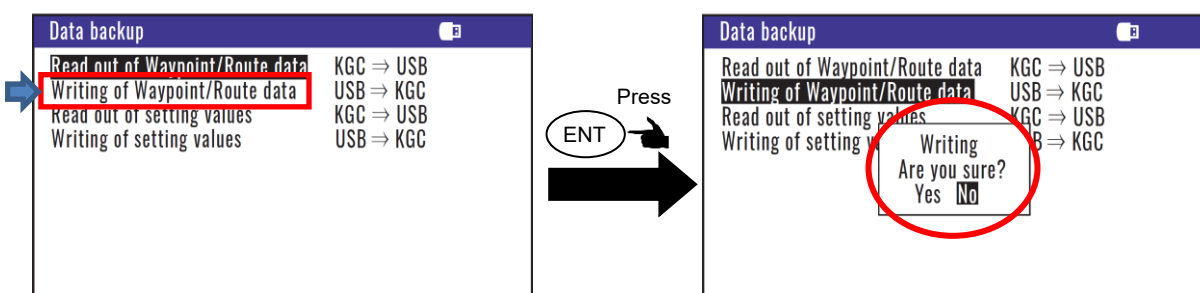 Data backup
Read out of Waypoint/Route data KGC ⇒ USB
Writing of Waypoint/Route data USB ⇒ KGC
Read out of setting values KGC ⇒ USB
Writing of setting values USB ⇒ KGC
Press
ENT
Data backup
Read out of Waypoint/Route data KGC ⇒ USB
Writing of Waypoint/Route data USB ⇒ KGC
Read out of setting values KGC ⇒ USB
Writing of setting v B ⇒ KGC
Writing
Are you sure?
Yes No